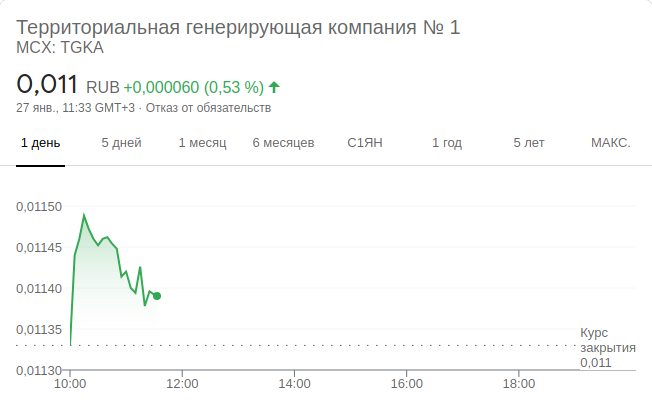 Территориальная генерирующая компания № 1
MCX: TGKA
0,011 RUB +0,000060 (0,53 %)
27 янв., 11:33 GMT+3 · Отказ от обязательств
1 день 5 дней 1 месяц 6 месяцев С1ЯН 1 год 5 лет МАКС.
0,01150
0,01145
0,01140
0,01135
Курс
закрытия
0,011
0,01130
10:00 12:00 14:00 16:00 18:00